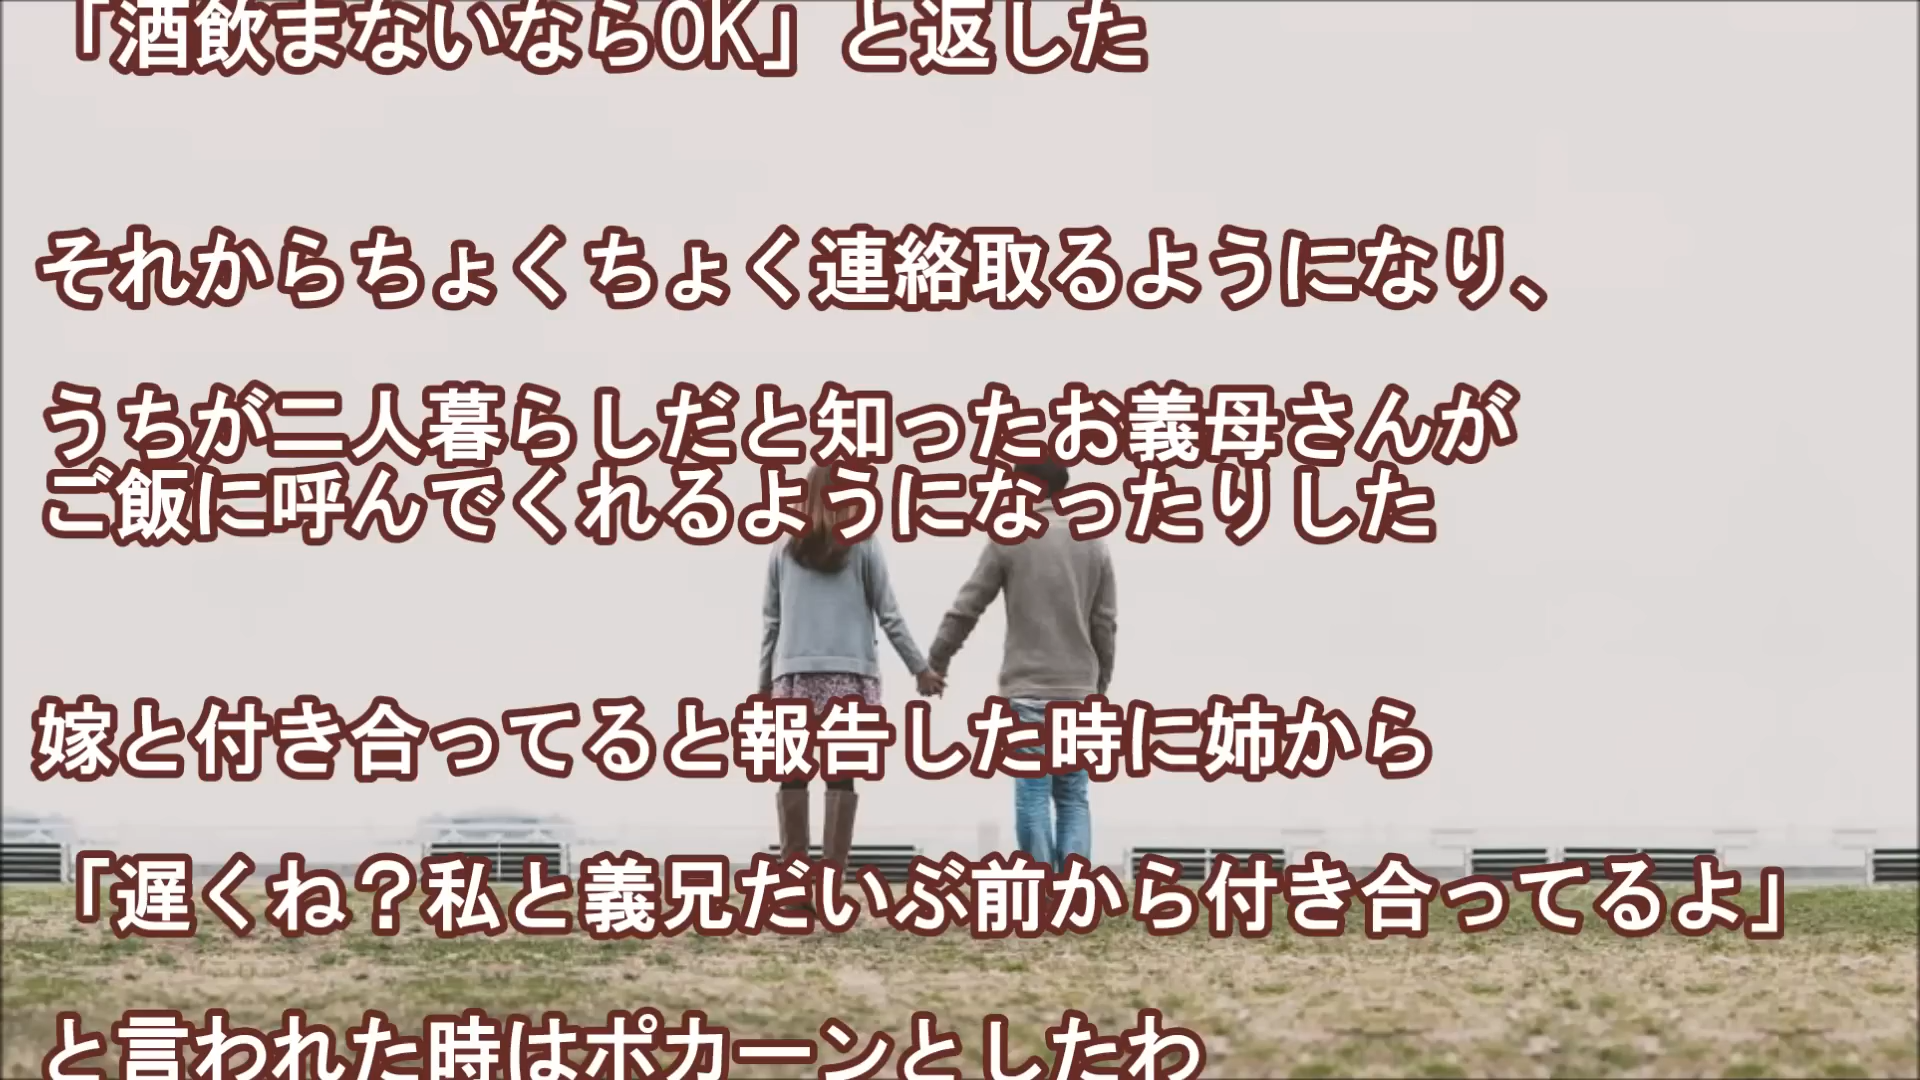 「酒飲まないならOK」と返した
それからちょくちょく連絡取るようになり、
うちが二人暮らしだと知ったお義母さんが
ご飯に呼んでくれるようになったりした
嫁と付き合ってると報告した時に姉から
「遅くね？私と義兄だいぶ前から付き合ってるよ」
と言われた時はポカーンとしたわ